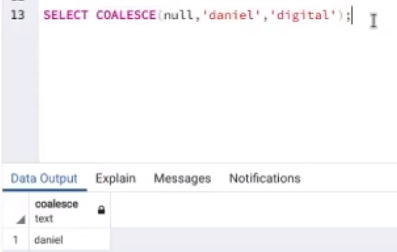 13 SELECT COALESCE(null,'daniel','digital');
Data Output Explain Messages Notifications
coalesce
text
1 daniel